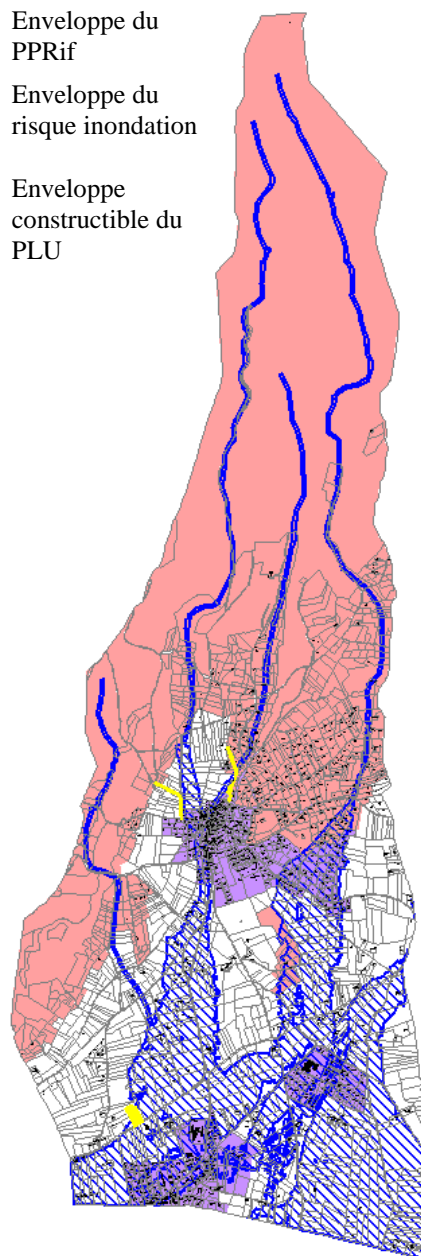 Enveloppe du
PPRif
Enveloppe du
risque inondation
Enveloppe
constructible du
PLU